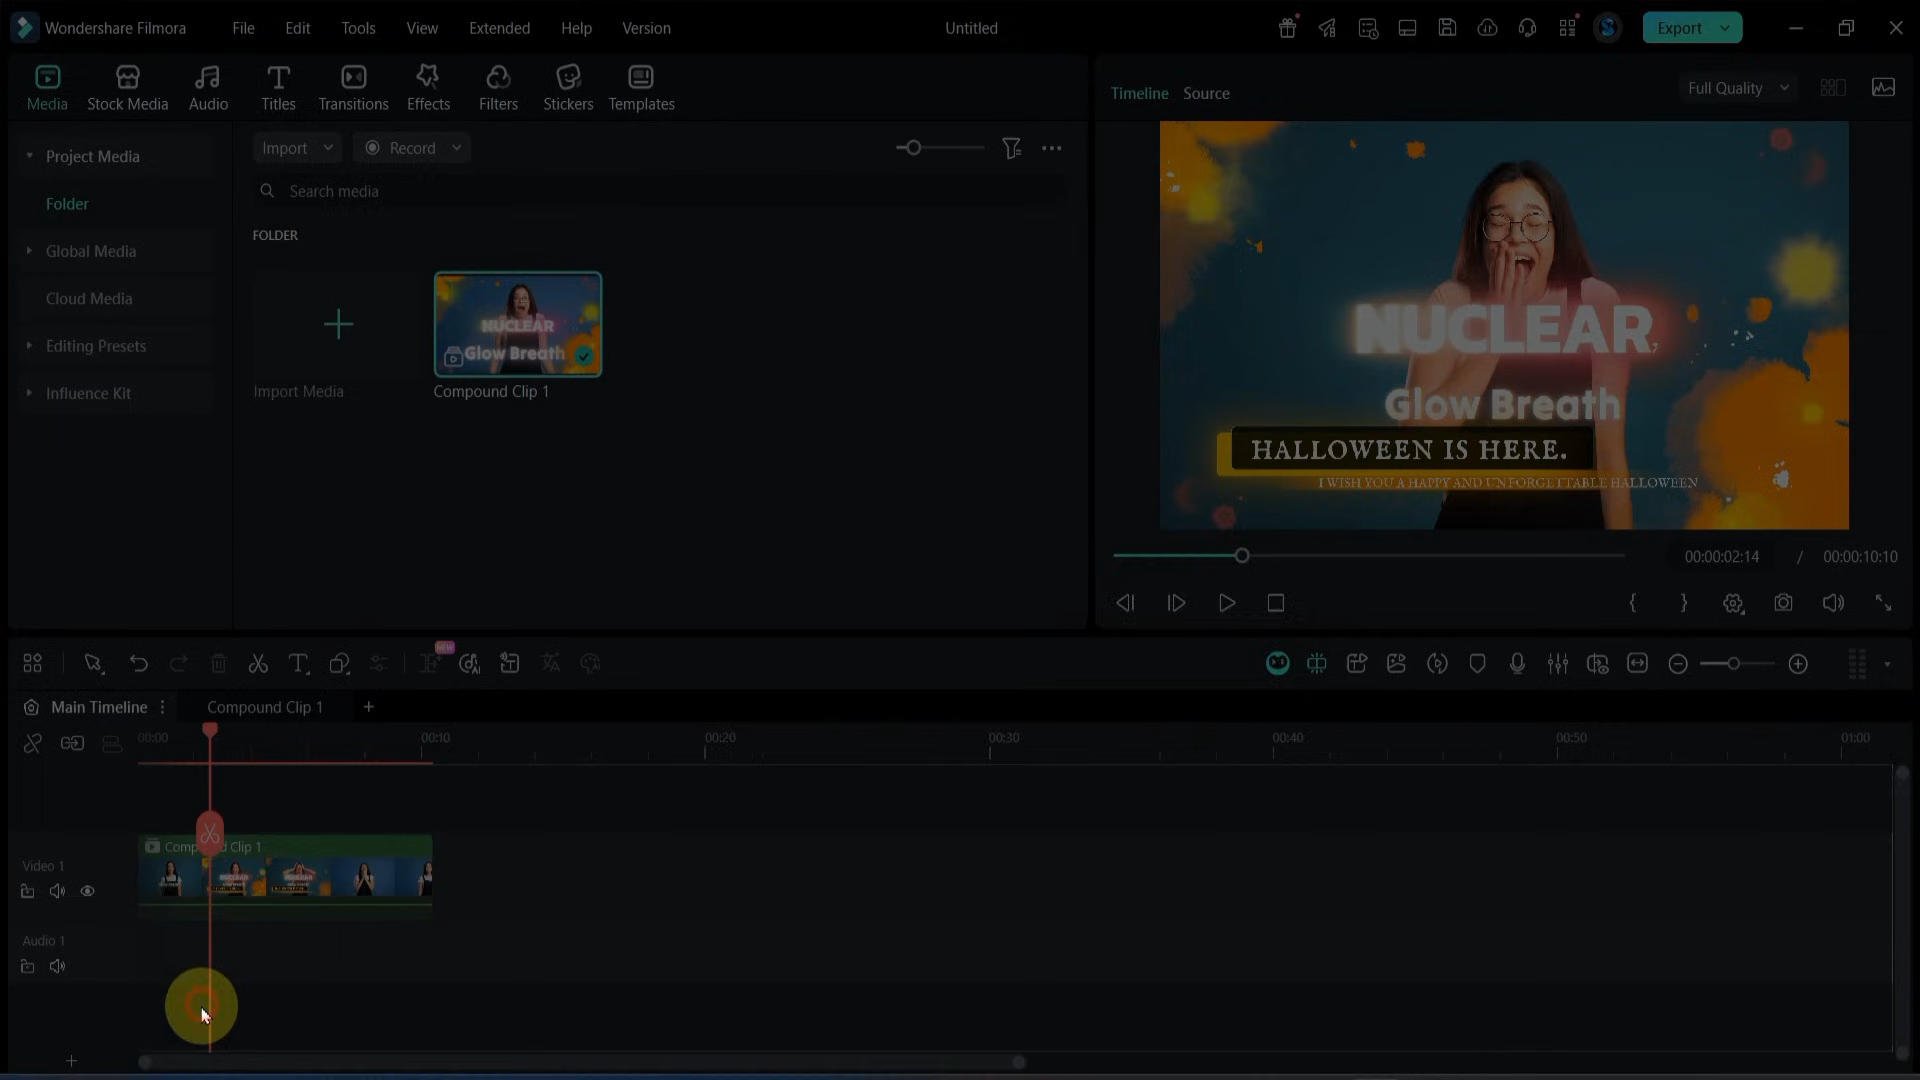 Wondershare Filmora
File
Edit
Tools
View
Extended
Help
Version
Untitled
Export
Media
Stock Media
Audio
Titles
Transitions
Effects
Filters
Stickers
Templates
Timeline
Source
Full Quality
Project Media
Folder
Global Media
Cloud Media
Editing Presets
Influence Kit
Import
Record
Search media
FOLDER
NUCLEAR
Glow Breath
Import Media
Compound Clip 1
NUCLEAR,
Glow Breath
HALLOWEEN IS HERE.
I WISH YOU A HAPPY AND UNFORGETTABLE HALLOWEEN
00:00:02:14 / 00:00:10:10
NEW
Main Timeline
Compound Clip 1
00:00
00:10
00:20
00:30
00:40
00:50
01:00
Video 1
Audio 1